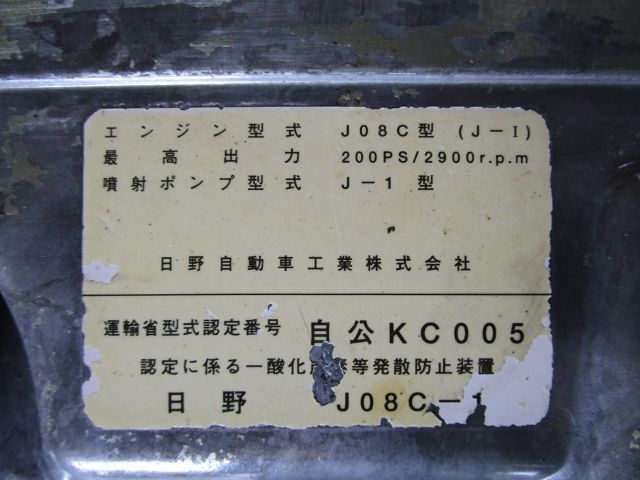 エンジン型式 J08C型 (J-I)
最高出力 200PS/2900r.p.m
噴射ポンプ型式 J-1型
日野自動車工業株式会社
運輸省型式認定番号 自公KC005
認定に係る一酸化 等発散防止装置
日野 J08C-1